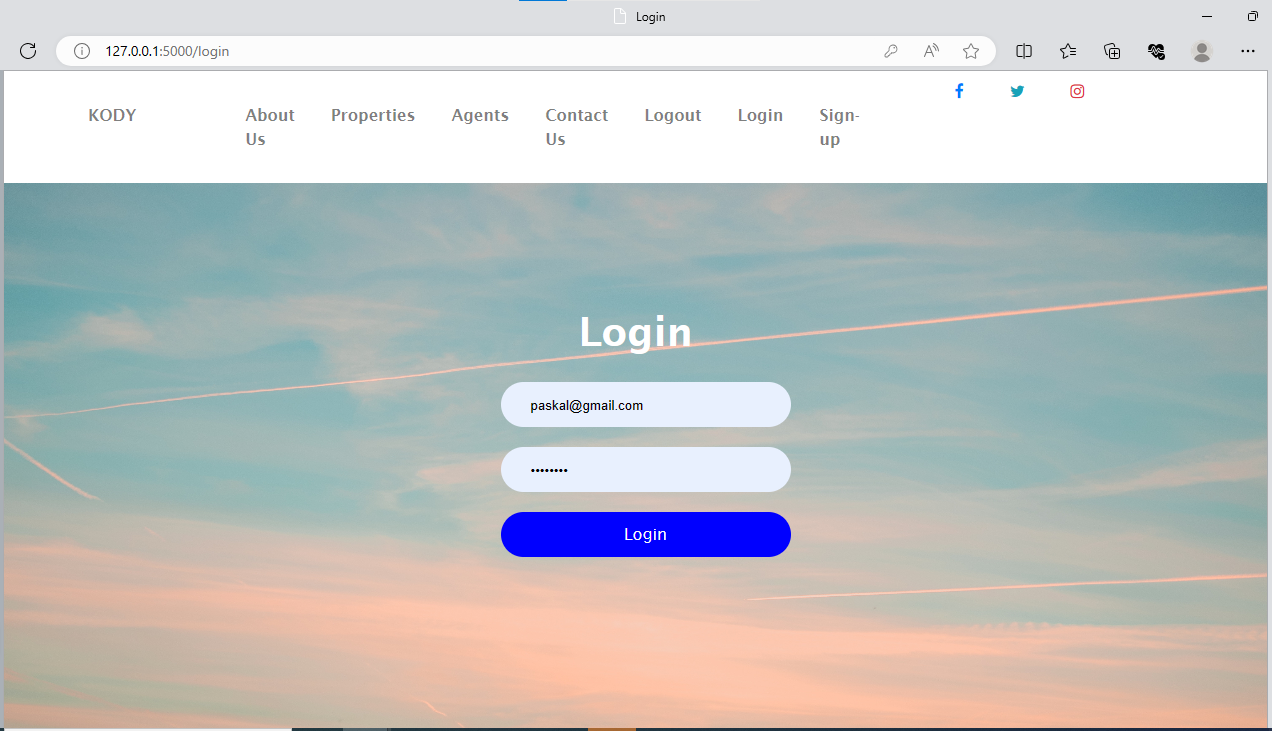 Login
127.0.0.1:5000/login
KODY
About Us
Properties
Agents
Contact Us
Logout
Login
Sign-up
Login
paskal@gmail.com
••••••••
Login